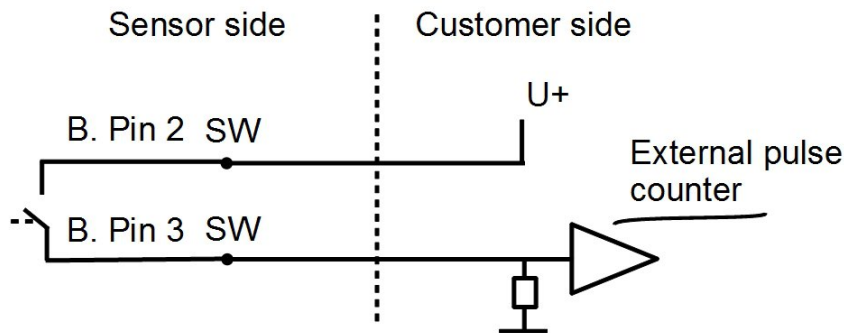 Sensor side
Customer side
U+
B. Pin 2 SW
External pulse
counter
B. Pin 3 SW